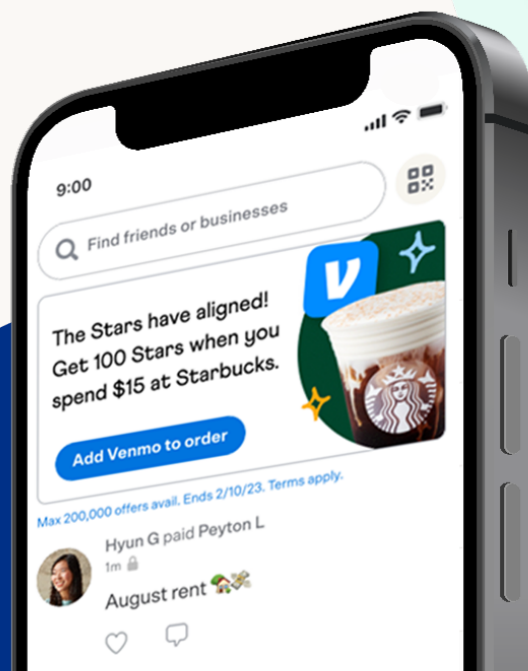 9:00
Find friends or businesses
The Stars have aligned!
Get 100 Stars when you
spend $15 at Starbucks.
Add Venmo to order
Max 200,000 offers avail. Ends 2/10/23. Terms apply.
Hyun G paid Peyton L
1m
August rent